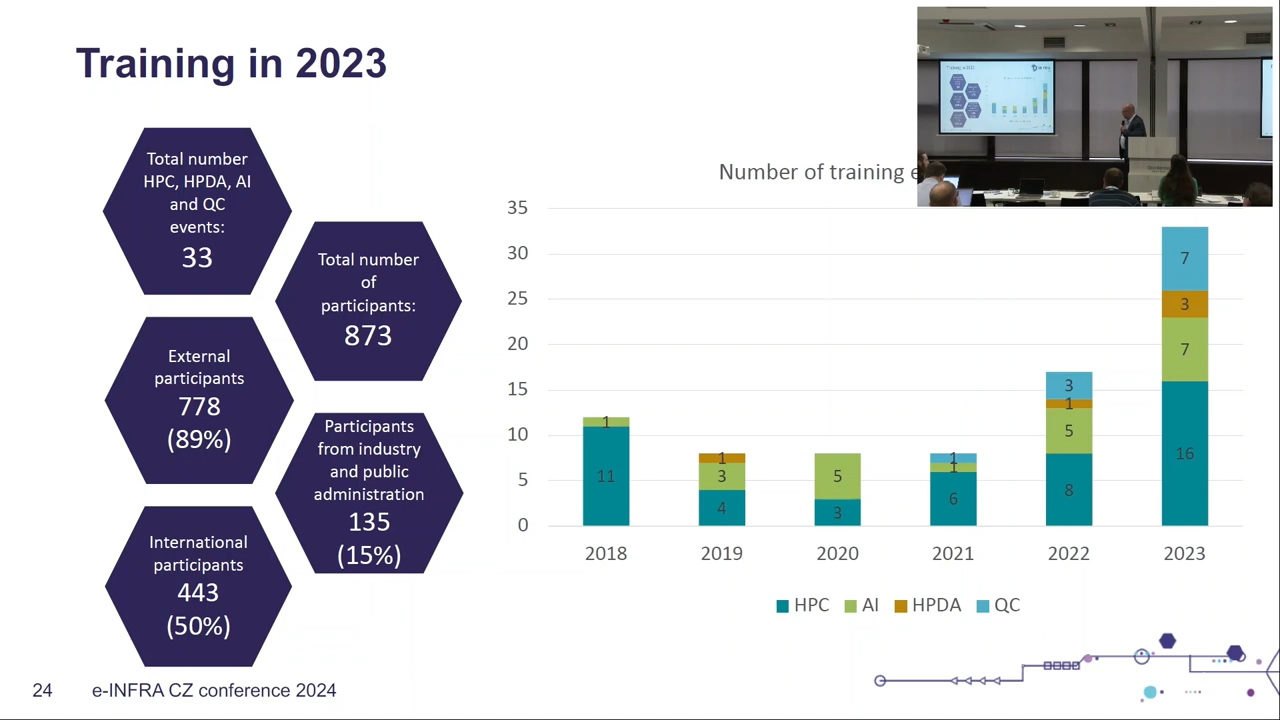 Training in 2023
Total number
HPC, HPDA, AI
and QC
events:
33
Total number
of
participants:
873
External
participants
778
(89%)
Participants
from industry
and public
administration
135
(15%)
International
participants
443
(50%)
Number of training
35
30
25
20
15
10
5
0
1
11
1
3
4
5
3
1
1
6
3
1
5
8
7
3
7
16
2018 2019 2020 2021 2022 2023
HPC AI HPDA QC
24 e-INFRA CZ conference 2024